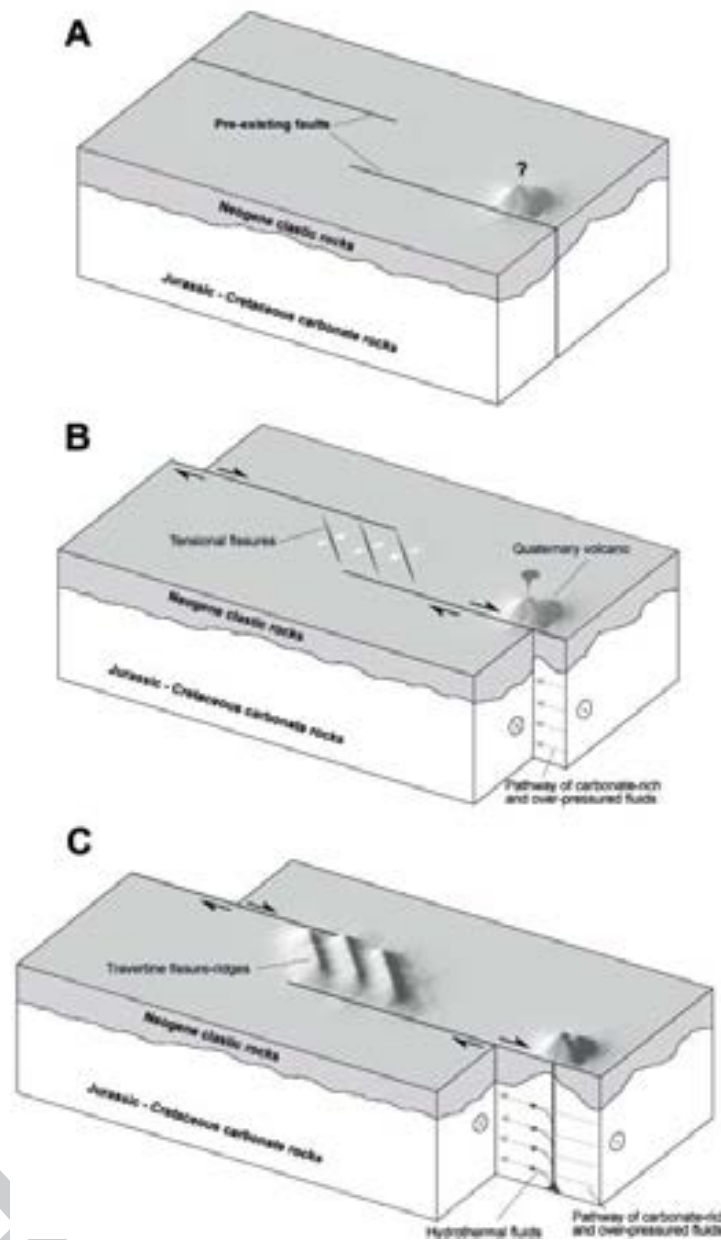 A
Pre-existing faults
?
Neogene clastic rocks
Jurassic - Cretaceous carbonate rocks
B
Tensional fissures
Quaternary volcanic
Neogene clastic rocks
Jurassic - Cretaceous carbonate rocks
Pathway of carbonate-rich
and over-pressured fluids
C
Travertine fissure-ridges
Neogene clastic rocks
Jurassic - Cretaceous carbonate rocks
Hydrothermal fluids
Pathway of carbonate-ric
and over-pressured fluids